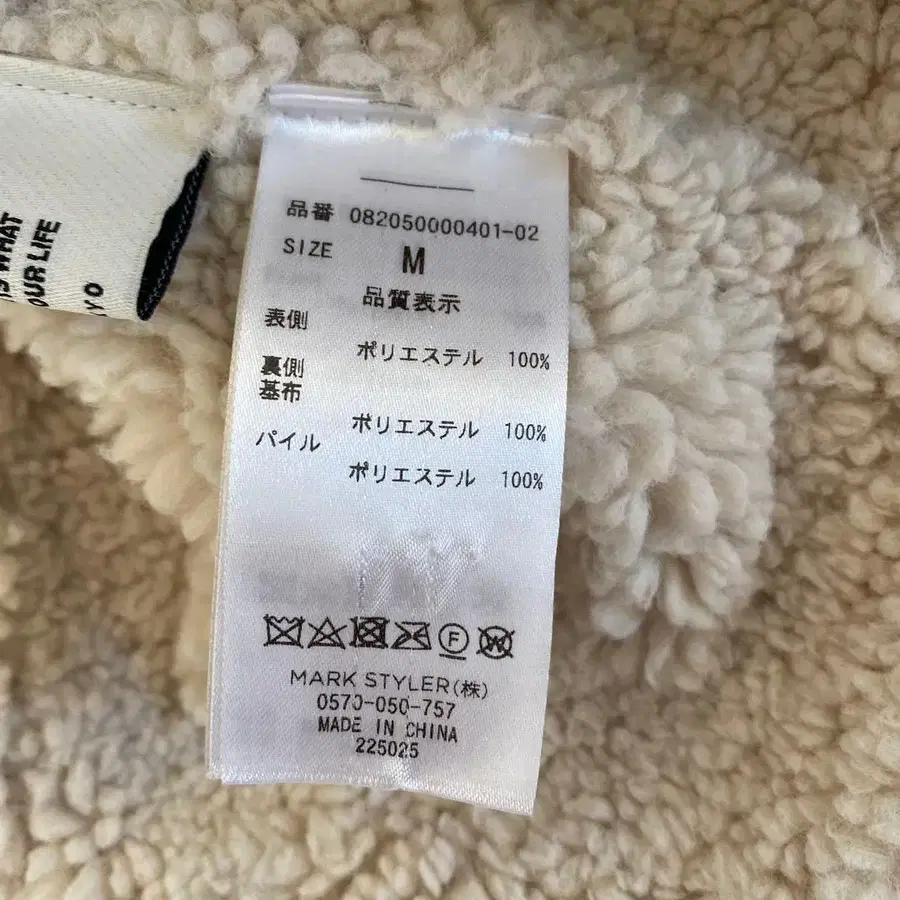 WHAT
OUR LIFE
YO
品番 082050000401-02
SIZE M
品質表示
表側
ポリエステル 100%
裏側
基布
ポリエステル 100%
パイル
ポリエステル 100%
MARK STYLER(株)
0570-050-757
MADE IN CHINA
225025